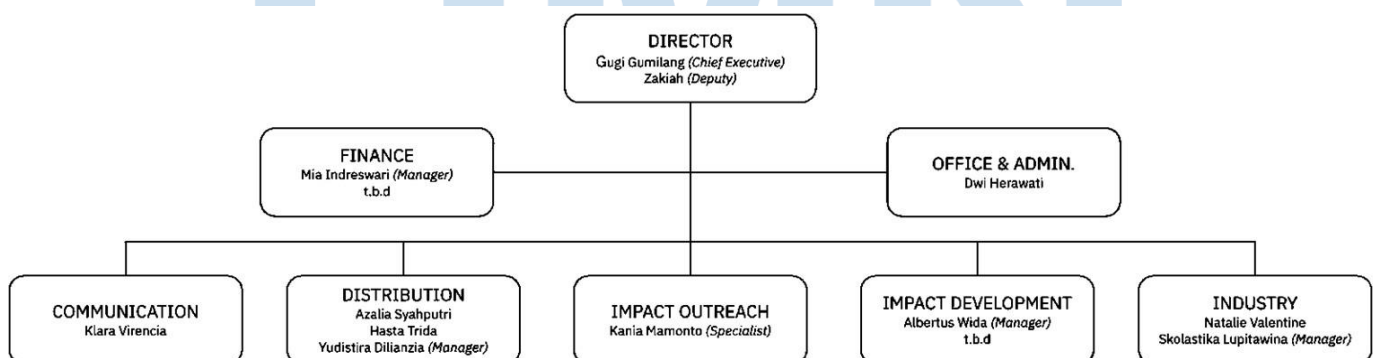 DIRECTOR
Gugi Gumilang (Chief Executive)
Zakiah (Deputy)
FINANCE
Mia Indreswari (Manager)
t.b.d
OFFICE & ADMIN.
Dwi Herawati
COMMUNICATION
Klara Virencia
DISTRIBUTION
Azalia Syahputri
Hasta Trida
Yudistira Dilianzia (Manager)
IMPACT OUTREACH
Kania Mamonto (Specialist)
IMPACT DEVELOPMENT
Albertus Wida (Manager)
t.b.d
INDUSTRY
Natalie Valentine
Skolastika Lupitawina (Manager)